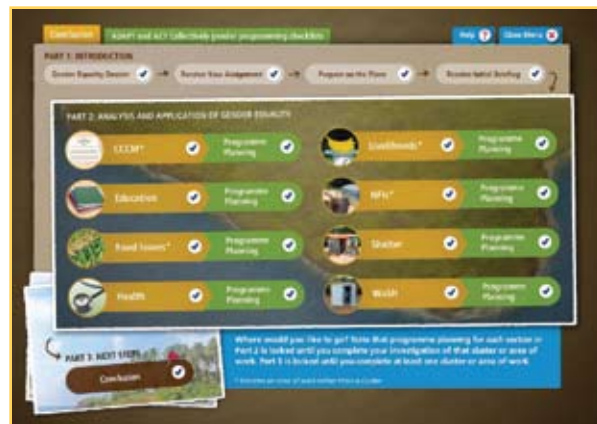 Conclusion
ADAPT and ACT Collectively gender programming checklists
Help ?
Close Menu
PART 1: INTRODUCTION
Gender Equality Session
Receive Your Assignment
Prepare on the Plane
Receive Initial Briefing
PART 2: ANALYSIS AND APPLICATION OF GENDER EQUALITY
CCCM*
Programme Planning
Livelihoods*
Programme Planning
Education
Programme Planning
NFIs*
Programme Planning
Food Issues*
Programme Planning
Shelter
Programme Planning
Health
Programme Planning
WASH
Programme Planning
PART 3: NEXT STEPS
Conclusion
Where would you like to go? Note that programme planning for each section in
Part 2 is locked until you complete your investigation of that cluster or area of
work. Part 3 is locked until you complete at least one cluster or area of work.
* Denotes an area of work rather than a cluster